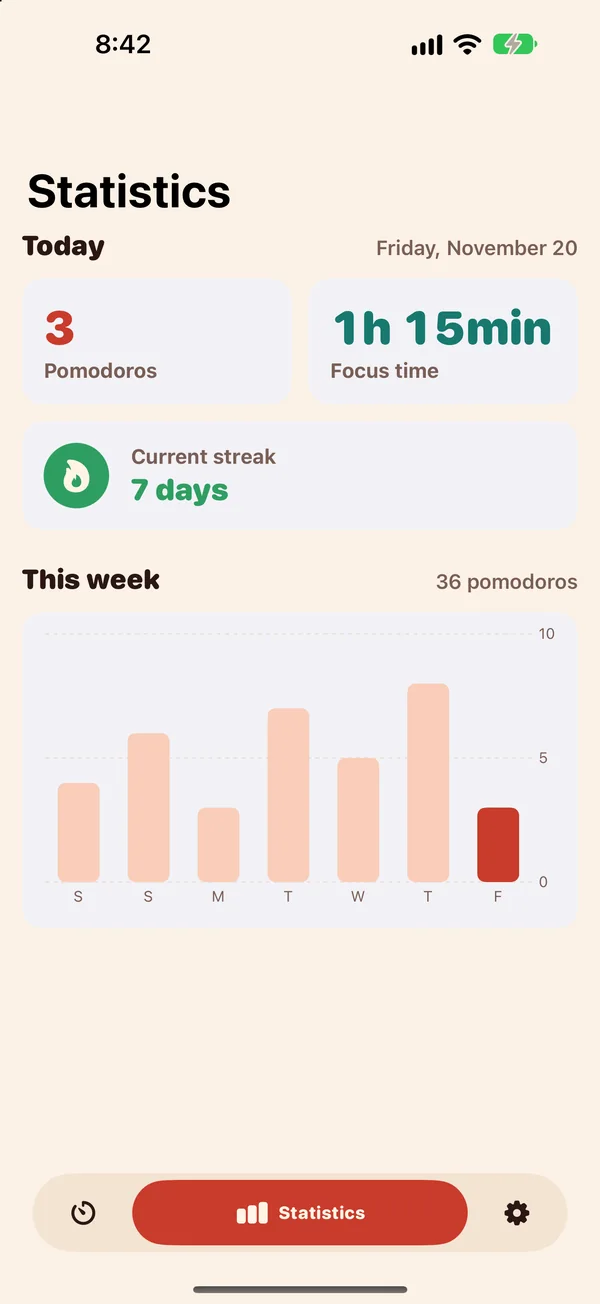 8:42
Statistics
Today
Friday, November 20
3
Pomodoros
1h 15min
Focus time
Current streak
7 days
This week
36 pomodoros
10
5
0
S S M T W T F
Statistics